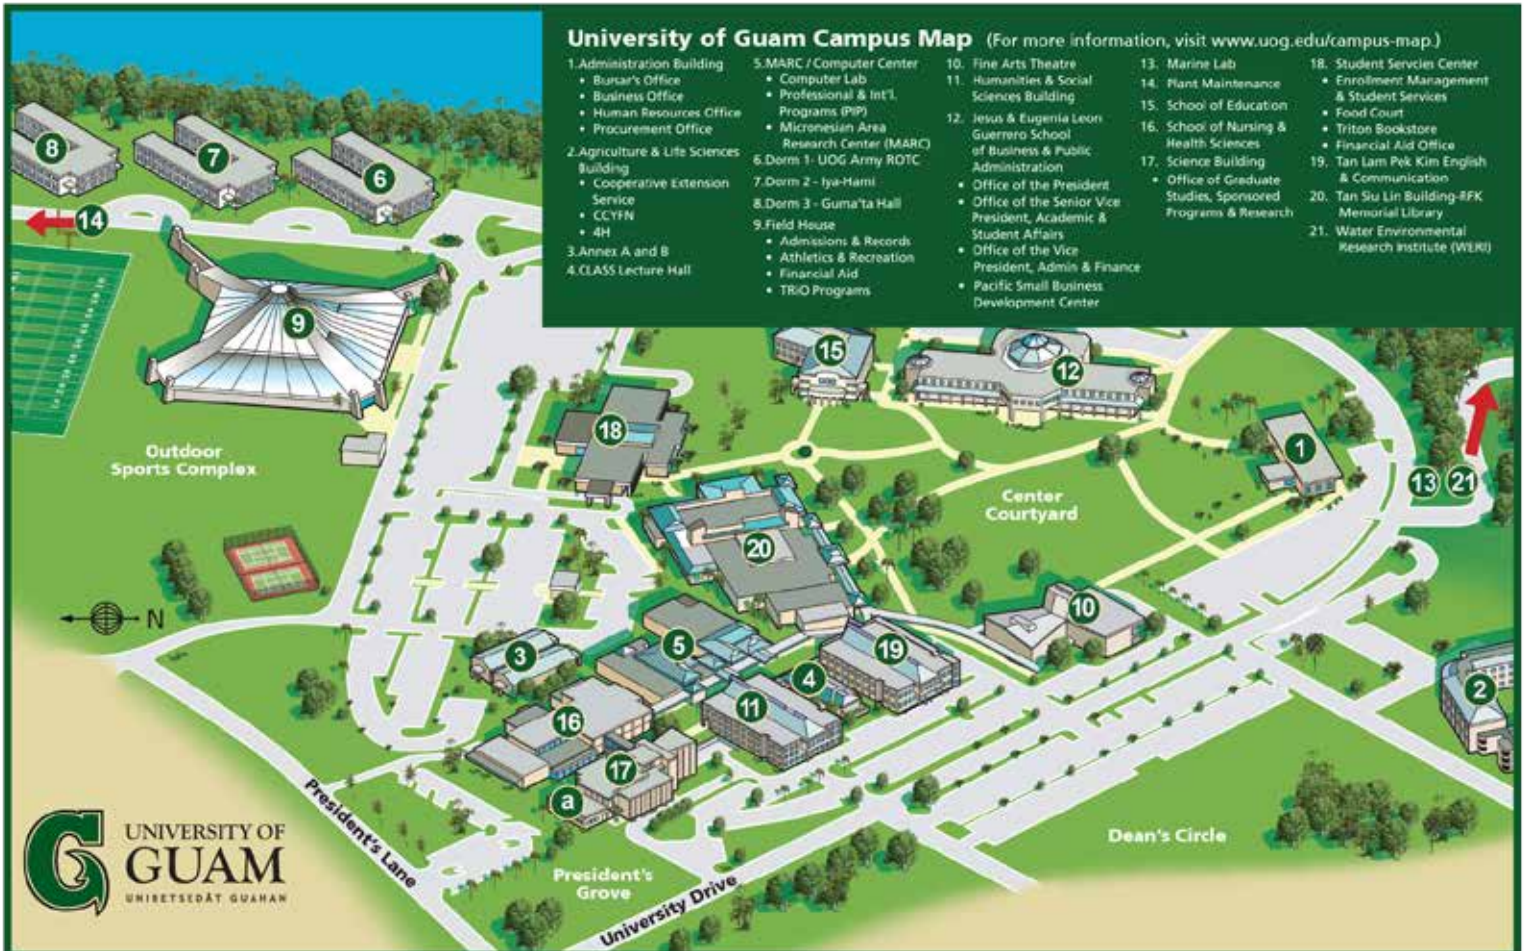 University of Guam Campus Map (For more information, visit www.uog.edu/campus-map.)
1.Administration Building
• Bursar's Office
• Business Office
• Human Resources Office
• Procurement Office
2.Agriculture & Life Sciences
Building
• Cooperative Extension
Service
• CCYFN
• 4H
3.Annex A and B
4.CLASS Lecture Hall
5.MARC / Computer Center
• Computer Lab
• Professional & Int'l.
Programs (PIP)
• Micronesian Area
Research Center (MARC)
6.Dorm 1- UOG Army ROTC
7.Dorm 2 - Iya-Hami
8.Dorm 3 - Guma'ta Hall
9.Field House
• Admissions & Records
• Athletics & Recreation
• Financial Aid
• TRiO Programs
10. Fine Arts Theatre
11. Humanities & Social
Sciences Building
12. Jesus & Eugenia Leon
Guerrero School
of Business & Public
Administration
• Office of the President
• Office of the Senior Vice
President, Academic &
Student Affairs
• Office of the Vice
President, Admin & Finance
• Pacific Small Business
Development Center
13. Marine Lab
14. Plant Maintenance
15. School of Education
16. School of Nursing &
Health Sciences
17. Science Building
• Office of Graduate
Studies, Sponsored
Programs & Research
18. Student Servcies Center
• Enrollment Management
& Student Services
• Food Court
• Triton Bookstore
• Financial Aid Office
19. Tan Lam Pek Kim English
& Communication
20. Tan Siu Lin Building-RFK
Memorial Library
21. Water Environmental
Research Institute (WERI)
8
7
6
14
9
15
12
18
1
Outdoor
Sports Complex
Center
Courtyard
13
21
20
10
N
3
5
19
4
2
16
11
17
a
President's Lane
Dean's Circle
President's
Grove
University Drive
G
UNIVERSITY OF
GUAM
UNIBETSEDÅT GUAHAN